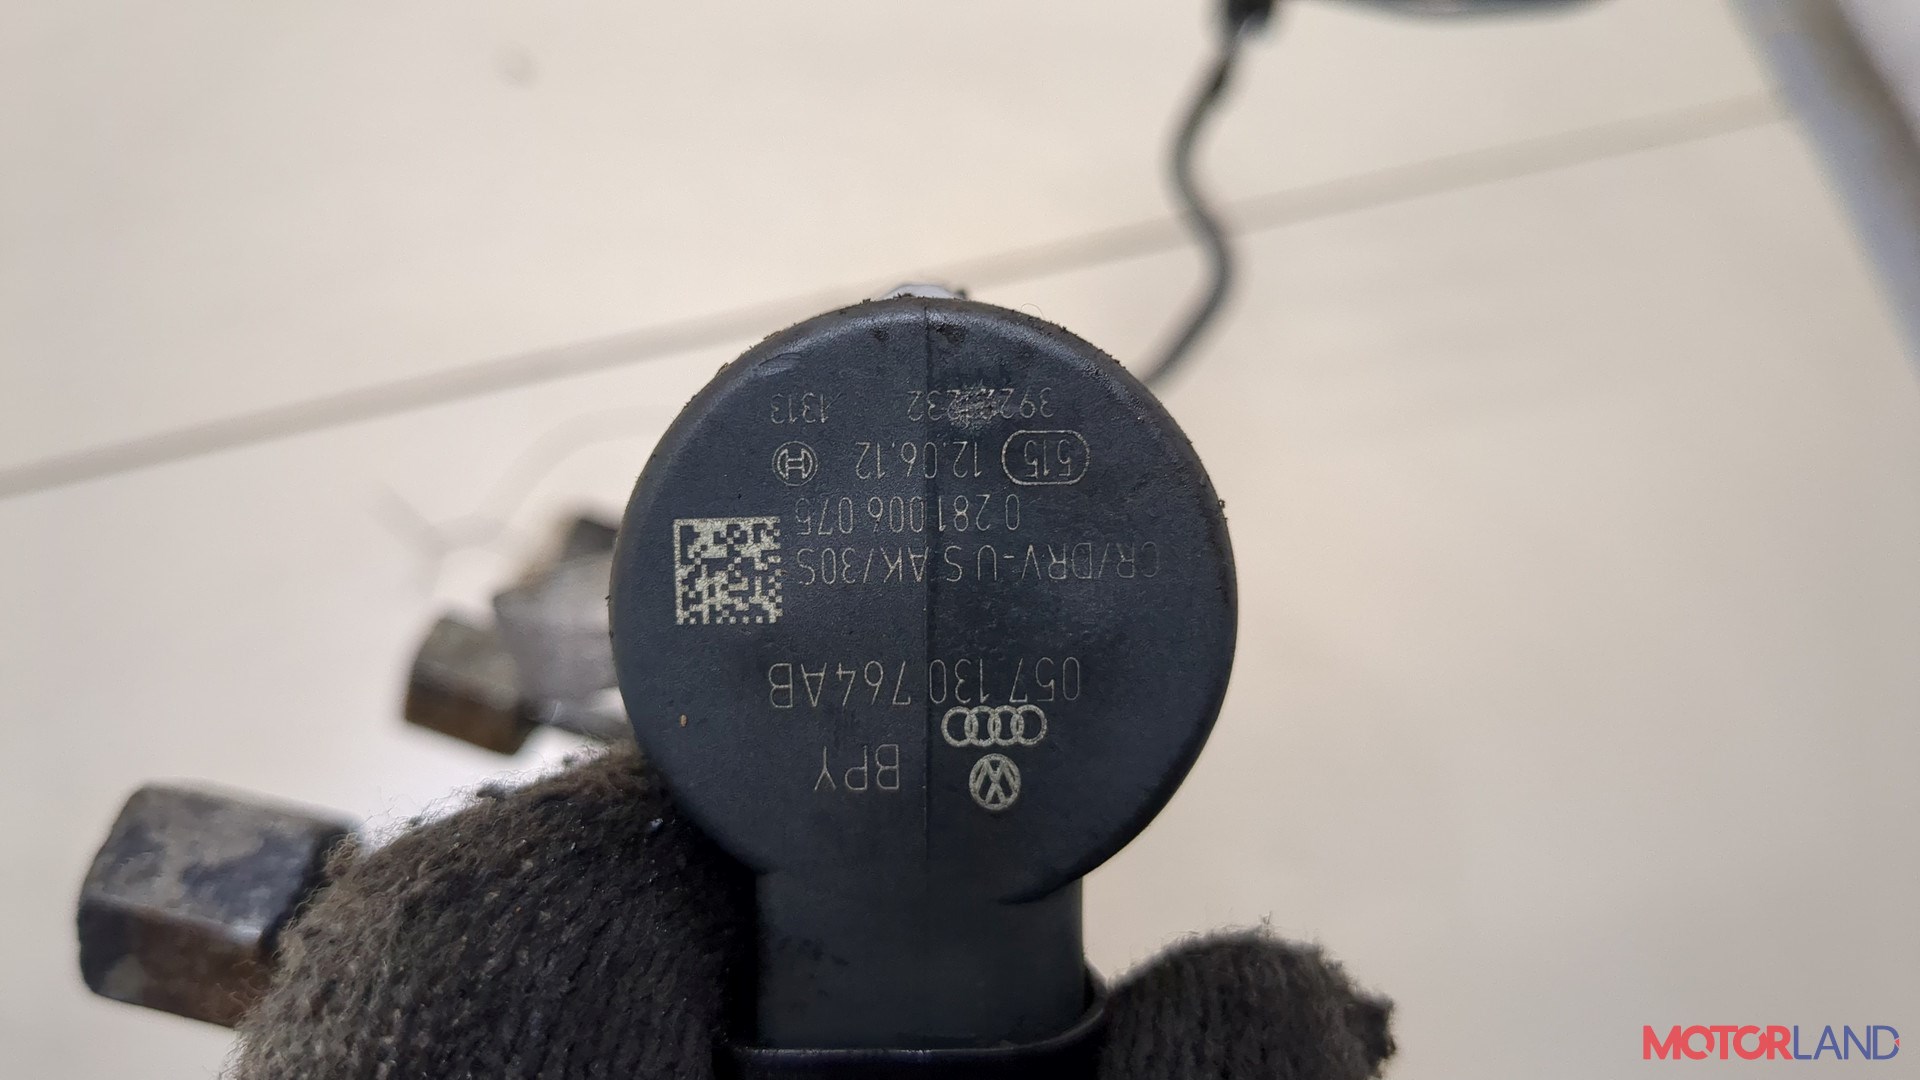 BPY
057 130 764AB
CR/DRV-U S AK/30S
0 281 006 075
515 12.06.12
1313
MOTORLAND